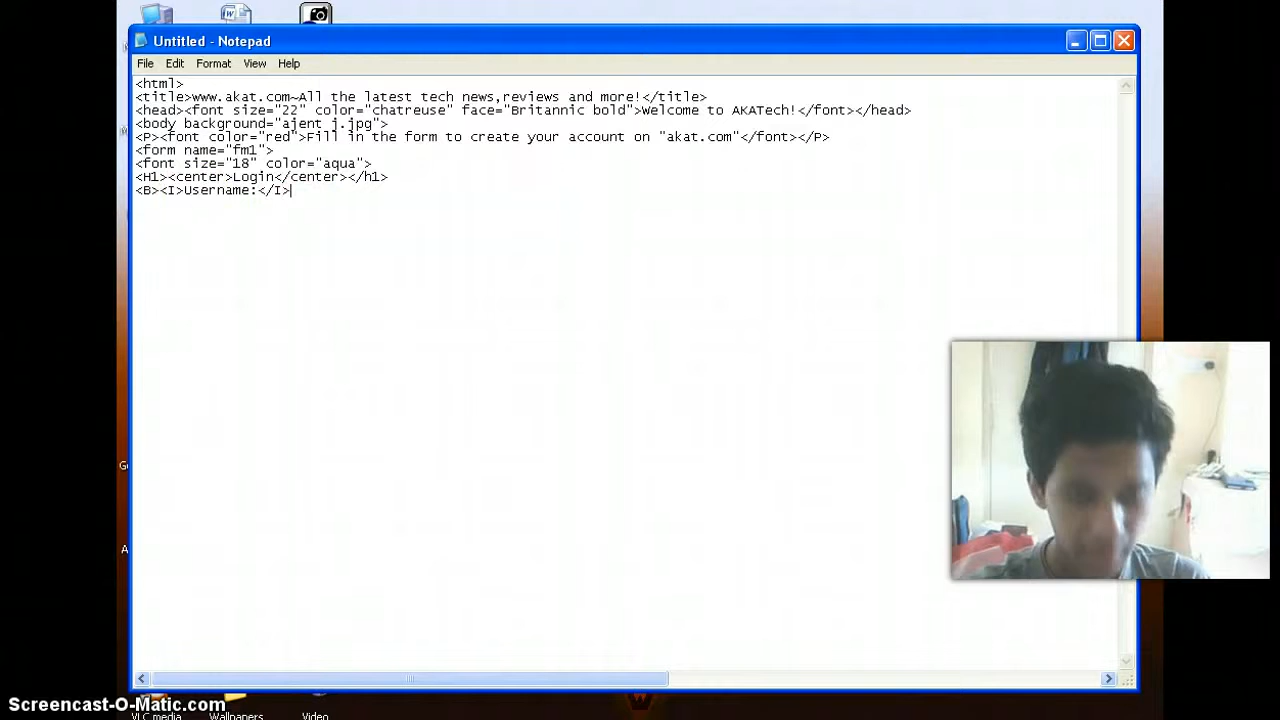 Untitled - Notepad
File Edit Format View Help
<html>
<title>www.akat.com~All the latest tech news,reviews and more!</title>
<head><font size="22" color="chatreuse" face="Britannic bold">Welcome to AKATech!</font></head>
<body background="ajent j.jpg">
<P><font color="red">Fill in the form to create your account on "akat.com"</font></P>
<form name="fm1">
<font size="18" color="aqua">
<H1><center>Login</center></h1>
<B><I>Username:</I>
Screencast-O-Matic.com
VLC media Wallpapers Video